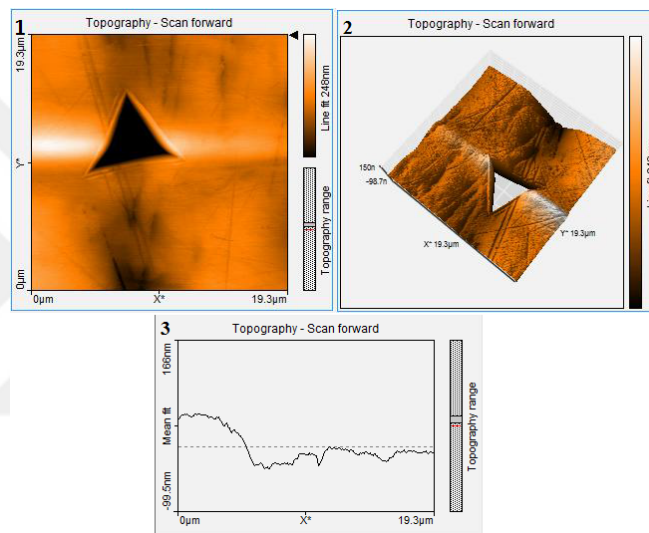 1
Topography - Scan forward
19.3µm
Y*
0µm
0µm
X*
19.3µm
Line fit 248nm
Topography range
2
Topography - Scan forward
150n
-98.7n
X~ 19.3µm
Y~ 19.3µm
3
Topography - Scan forward
166nm
Mean fit
-99.5nm
0µm
X*
19.3µm
Topography range